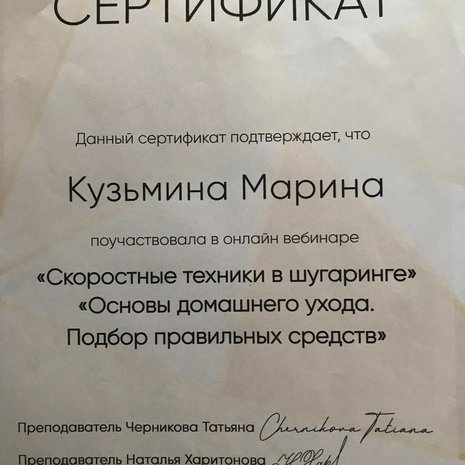 СЕРТИФИКАТ
Данный сертификат подтверждает, что
Кузьмина Марина
поучаствовала в онлайн вебинаре
«Скоростные техники в шугаринге»
«Основы домашнего ухода.
Подбор правильных средств»
Преподаватель Черникова Татьяна Chernikova Tatiana
Преподаватель Наталья Харитонова